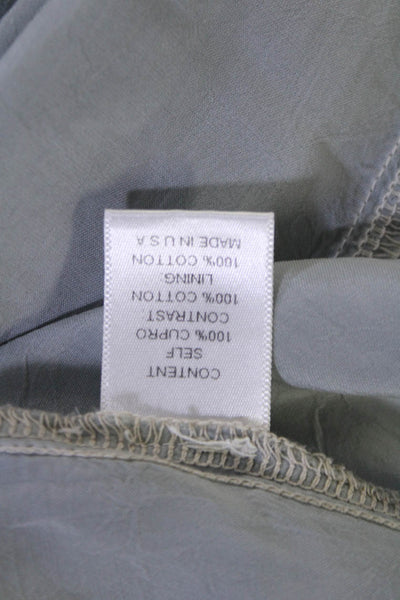 CONTENT
SELF
100% CUPRO
CONTRAST.
100% COTTON
LINING
100% COTTON
MADE IN U S A